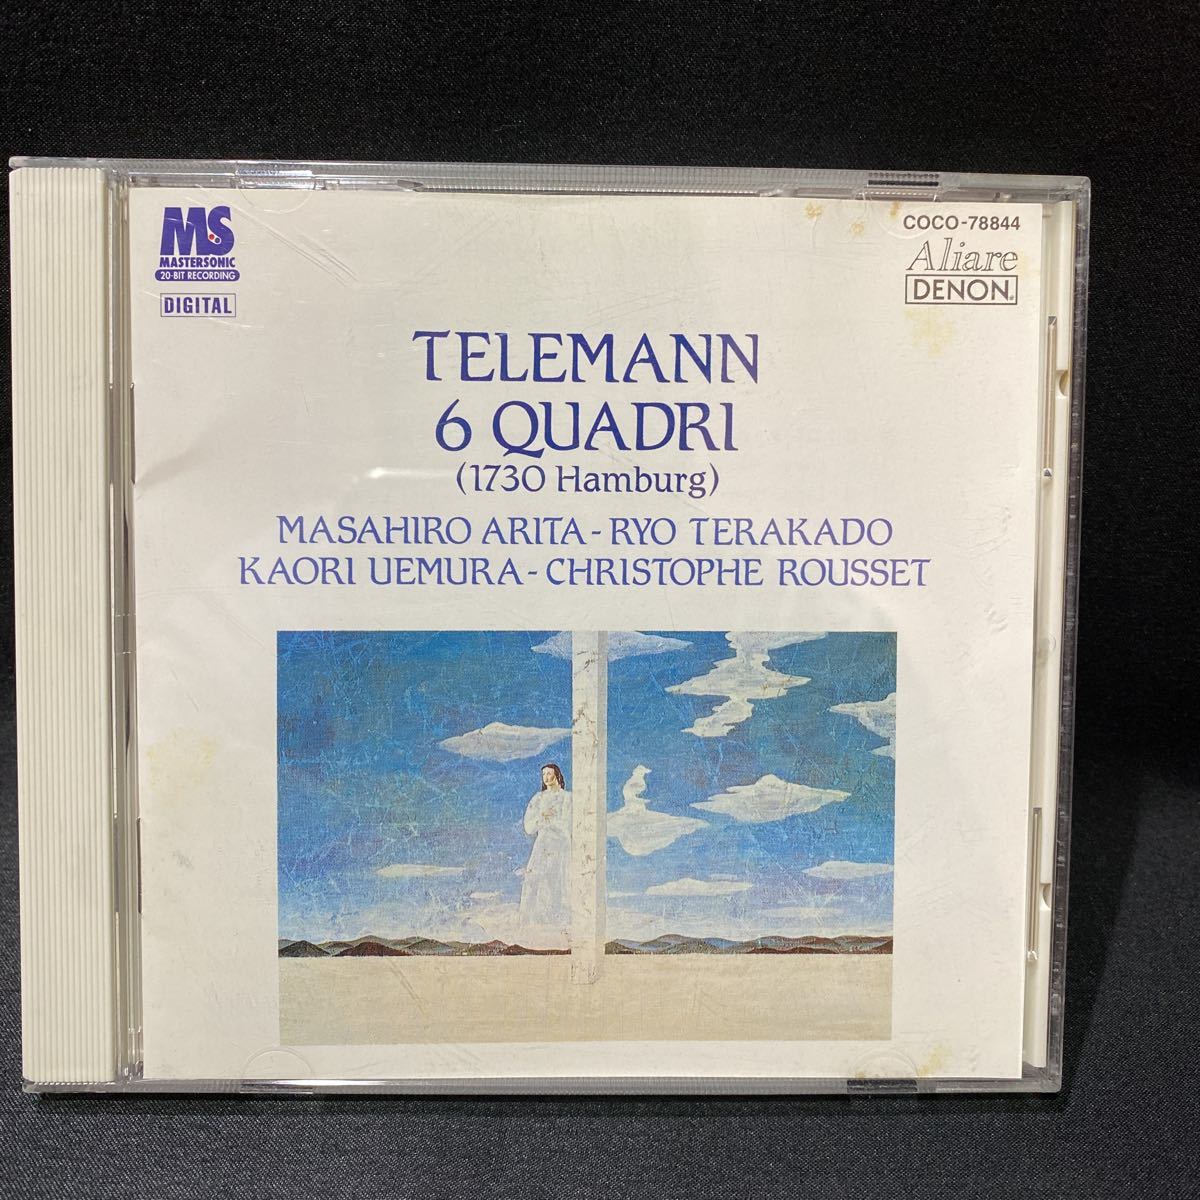 MS
MASTERSONIC
20-BIT RECORDING
DIGITAL
COCO-78844
Aliare
DENON
TELEMANN
6 QUADRI
(1730 Hamburg)
MASAHIRO ARITA-RYO TERAKADO
KAORI UEMURA-CHRISTOPHE ROUSSET